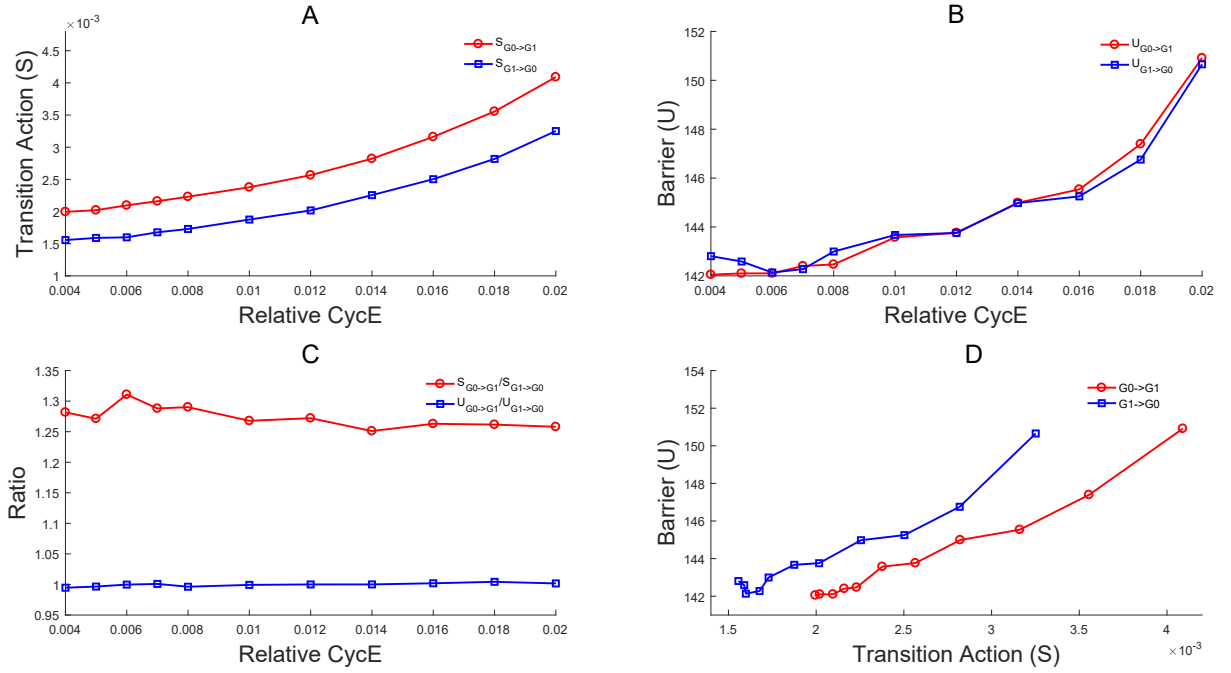 A
×10⁻³
Transition Action (S)
4.5
4
3.5
3
2.5
2
1.5
1
S_G0->G1
S_G1->G0
0.004 0.006 0.008 0.01 0.012 0.014 0.016 0.018 0.02
Relative CycE
B
Barrier (U)
152
150
148
146
144
142
U_G0->G1
U_G1->G0
0.004 0.006 0.008 0.01 0.012 0.014 0.016 0.018 0.02
Relative CycE
C
Ratio
1.35
1.3
1.25
1.2
1.15
1.1
1.05
1
0.95
S_G0->G1/S_G1->G0
U_G0->G1/U_G1->G0
0.004 0.006 0.008 0.01 0.012 0.014 0.016 0.018 0.02
Relative CycE
D
Barrier (U)
154
152
150
148
146
144
142
G0->G1
G1->G0
1.5 2 2.5 3 3.5 4
×10⁻³
Transition Action (S)